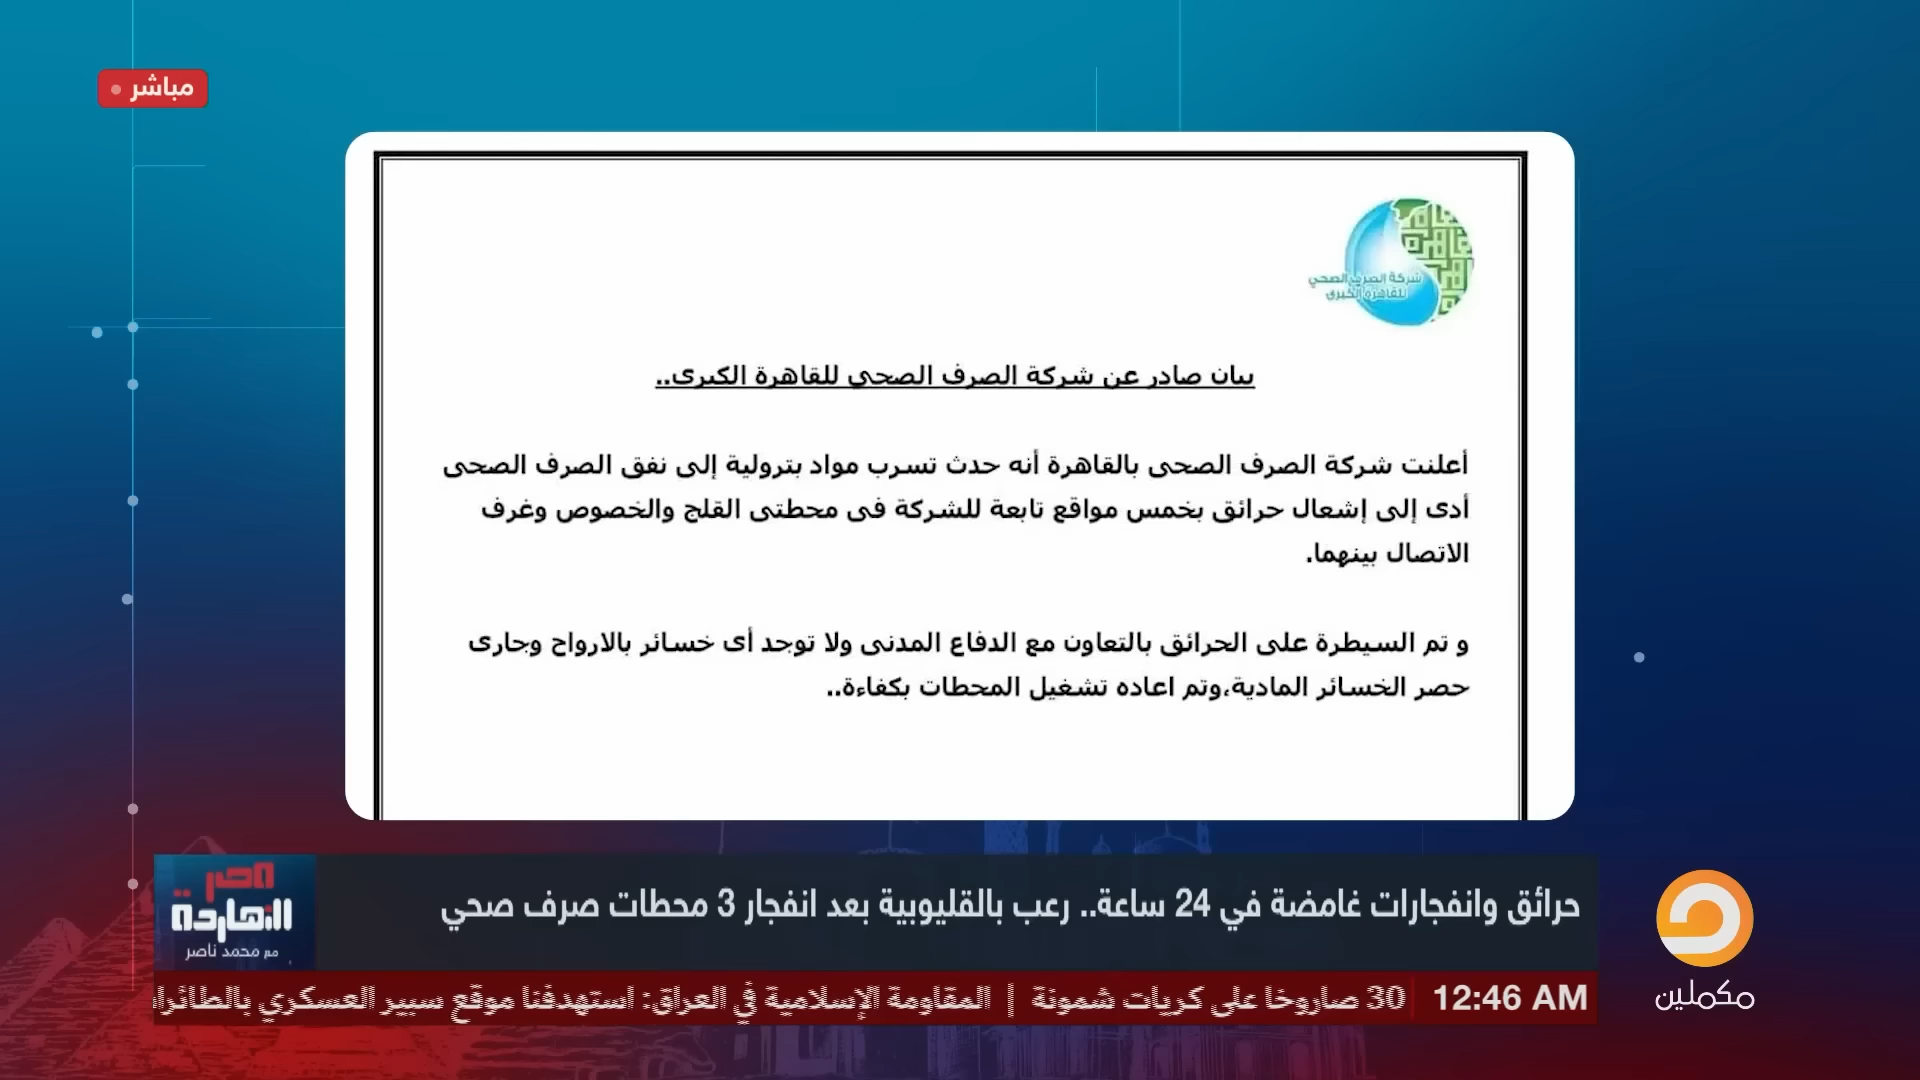 مباشر
شركة الصرف الصحي
للقاهرة الكبرى
بيان صادر عن شركة الصرف الصحي للقاهرة الكبرى..
أعلنت شركة الصرف الصحى بالقاهرة أنه حدث تسرب مواد بترولية إلى نفق الصرف الصحى
أدى إلى إشعال حرائق بخمس مواقع تابعة للشركة فى محطتى القلج والخصوص وغرف
الاتصال بينهما.
و تم السيطرة على الحرائق بالتعاون مع الدفاع المدنى ولا توجد أى خسائر بالارواح وجارى
حصر الخسائر المادية،وتم اعاده تشغيل المحطات بكفاءة..
حرائق وانفجارات غامضة في 24 ساعة.. رعب بالقليوبية بعد انفجار 3 محطات صرف صحي
مصر
النهاردة
مع محمد ناصر
12:46 AM
30 صاروخا على كريات شمونة | المقاومة الإسلامية في العراق: استهدفنا موقع سبير العسكري
مكملين